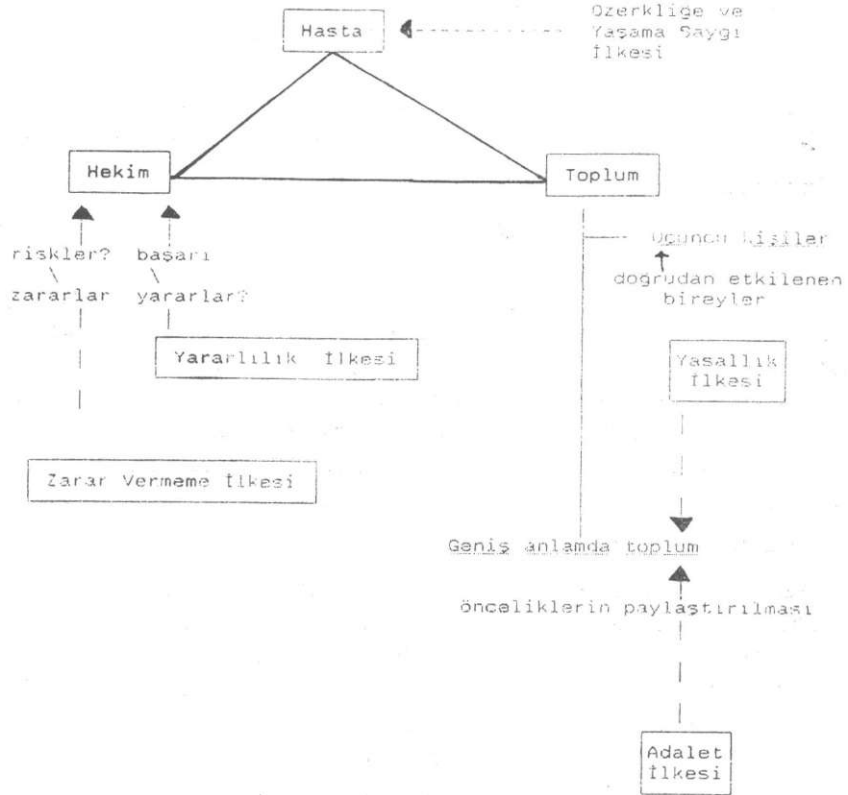 Hasta
Özerkliğe ve
Yaşama Saygı
İlkesi
Hekim
Toplum
riskler? başarı
\ \
zararlar yararlar?
Üçüncü kişiler
doğrudan etkilenen
bireyler
Yararlılık İlkesi
Yasallık
İlkesi
Zarar Vermeme İlkesi
Geniş anlamda toplum
önceliklerin paylaştırılması
Adalet
İlkesi